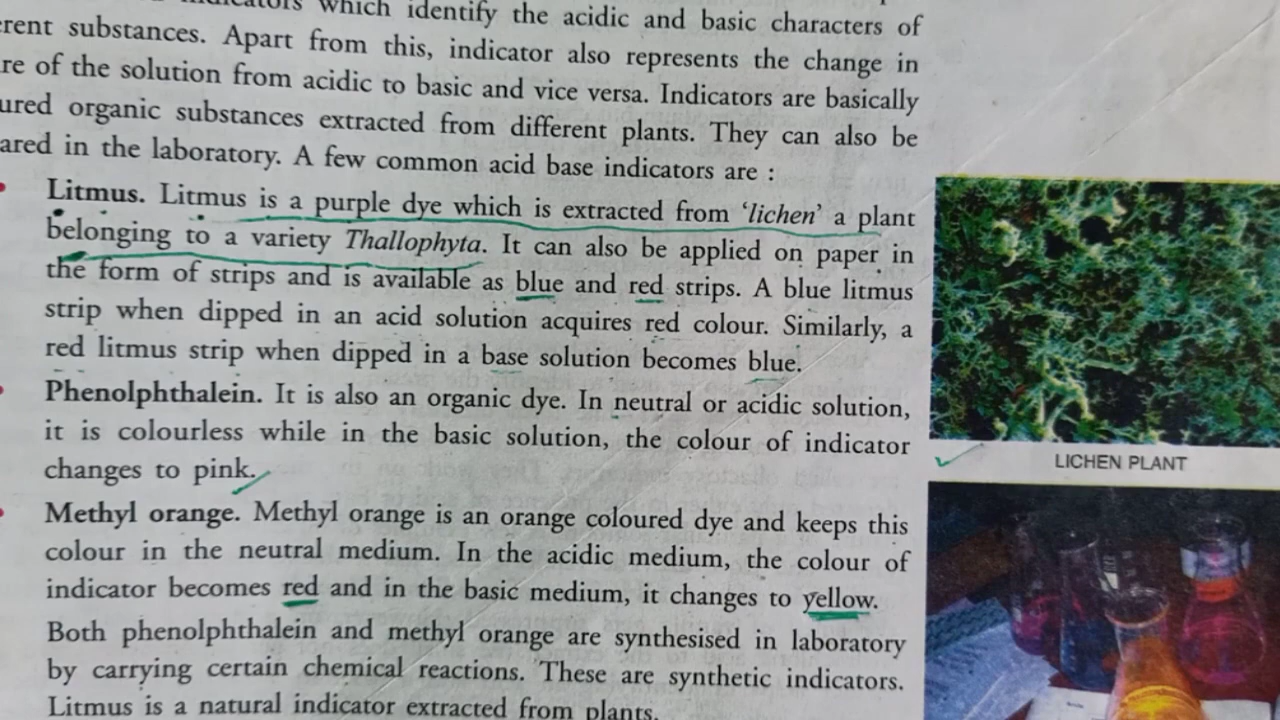 which identify the acidic and basic characters of
substances. Apart from this, indicator also represents the change in
of the solution from acidic to basic and vice versa. Indicators are basically
organic substances extracted from different plants. They can also be
in the laboratory. A few common acid base indicators are :
Litmus. Litmus is a purple dye which is extracted from ‘lichen’ a plant
belonging to a variety Thallophyta. It can also be applied on paper in
the form of strips and is available as blue and red strips. A blue litmus
strip when dipped in an acid solution acquires red colour. Similarly, a
red litmus strip when dipped in a base solution becomes blue.
Phenolphthalein. It is also an organic dye. In neutral or acidic solution,
it is colourless while in the basic solution, the colour of indicator
changes to pink.
LICHEN PLANT
Methyl orange. Methyl orange is an orange coloured dye and keeps this
colour in the neutral medium. In the acidic medium, the colour of
indicator becomes red and in the basic medium, it changes to yellow.
Both phenolphthalein and methyl orange are synthesised in laboratory
by carrying certain chemical reactions. These are synthetic indicators.
Litmus is a natural indicator extracted from plants.